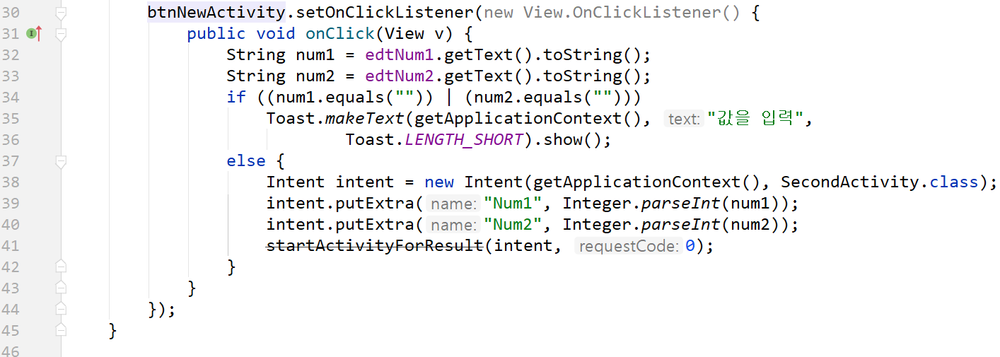 30 btnNewActivity.setOnClickListener(new View.OnClickListener() {
31 I public void onClick(View v) {
32 String num1 = edtNum1.getText().toString();
33 String num2 = edtNum2.getText().toString();
34 if ((num1.equals("")) | (num2.equals("")))
35 Toast.makeText(getApplicationContext(), text: "값을 입력",
36 Toast.LENGTH_SHORT).show();
37 else {
38 Intent intent = new Intent(getApplicationContext(), SecondActivity.class);
39 intent.putExtra( name: "Num1", Integer.parseInt(num1));
40 intent.putExtra( name: "Num2", Integer.parseInt(num2));
41 startActivityForResult(intent, requestCode: 0);
42 }
43 }
44 });
45 }
46